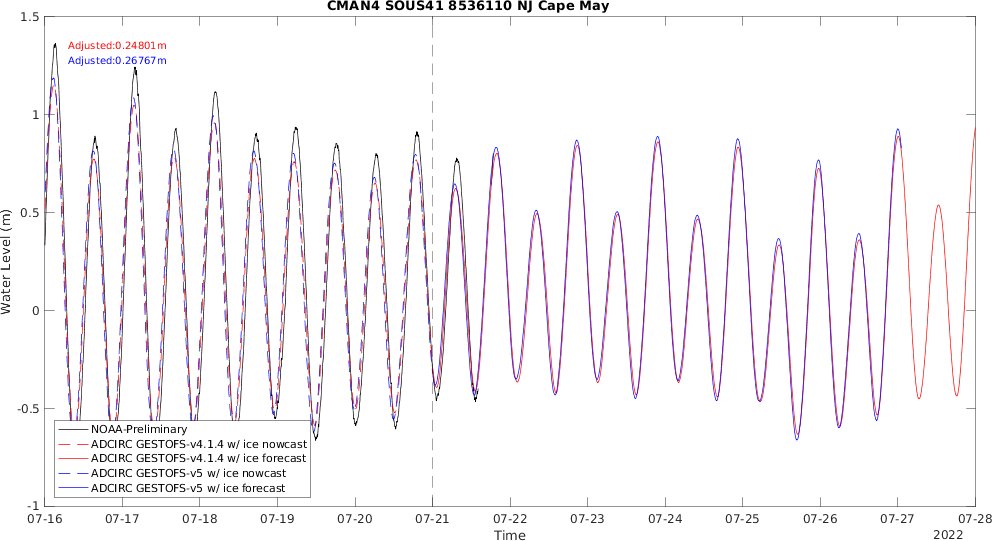 CMAN4 SOUS41 8536110 NJ Cape May
1.5
Adjusted:0.24801m
Adjusted:0.26767m
1
0.5
Water Level (m)
0
-0.5
NOAA-Preliminary
ADCIRC GESTOFS-v4.1.4 w/ ice nowcast
ADCIRC GESTOFS-v4.1.4 w/ ice forecast
ADCIRC GESTOFS-v5 w/ ice nowcast
ADCIRC GESTOFS-v5 w/ ice forecast
-1
07-16 07-17 07-18 07-19 07-20 07-21 07-22 07-23 07-24 07-25 07-26 07-27 07-28
Time
2022